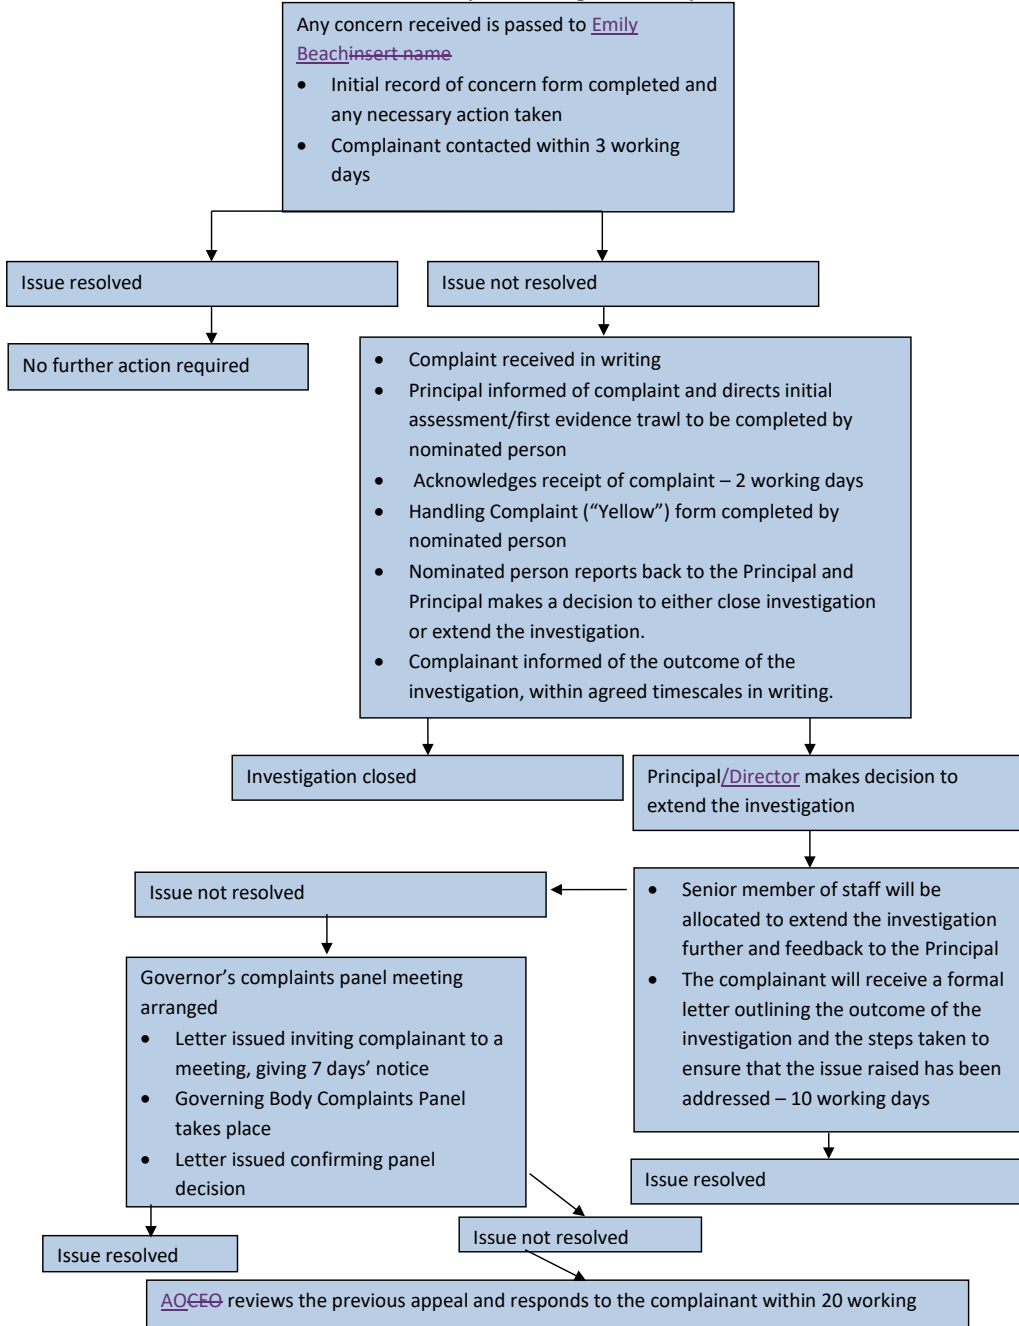 Any concern received is passed to Emily
Beachinsert name
• Initial record of concern form completed and
any necessary action taken
• Complainant contacted within 3 working
days
Issue resolved
Issue not resolved
No further action required
• Complaint received in writing
• Principal informed of complaint and directs initial
assessment/first evidence trawl to be completed by
nominated person
• Acknowledges receipt of complaint – 2 working days
• Handling Complaint (“Yellow”) form completed by
nominated person
• Nominated person reports back to the Principal and
Principal makes a decision to either close investigation
or extend the investigation.
• Complainant informed of the outcome of the
investigation, within agreed timescales in writing.
Investigation closed
Principal/Director makes decision to
extend the investigation
Issue not resolved
• Senior member of staff will be
allocated to extend the investigation
further and feedback to the Principal
• The complainant will receive a formal
letter outlining the outcome of the
investigation and the steps taken to
ensure that the issue raised has been
addressed – 10 working days
Governor’s complaints panel meeting
arranged
• Letter issued inviting complainant to a
meeting, giving 7 days’ notice
• Governing Body Complaints Panel
takes place
• Letter issued confirming panel
decision
Issue resolved
Issue not resolved
Issue resolved
AOCEO reviews the previous appeal and responds to the complainant within 20 working